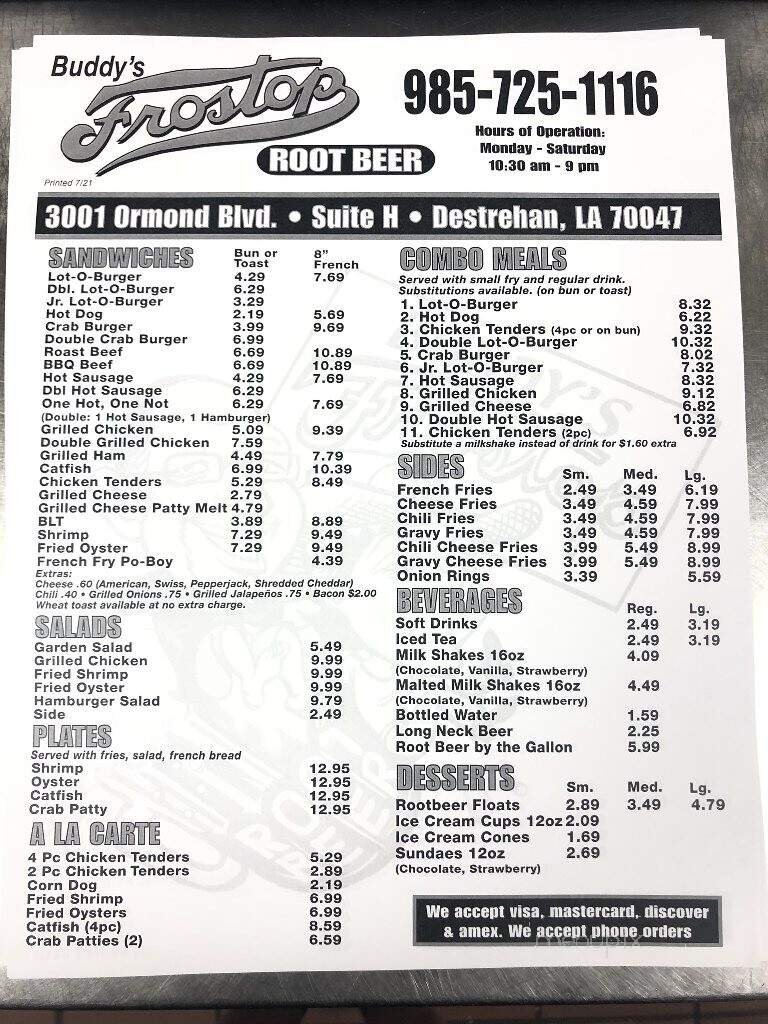 Buddy's
Frostop
ROOT BEER
Printed 7/21
985-725-1116
Hours of Operation:
Monday - Saturday
10:30 am - 9 pm
3001 Ormond Blvd. • Suite H • Destrehan, LA 70047
SANDWICHES Bun or Toast 8" French
Lot-O-Burger 4.29 7.69
Dbl. Lot-O-Burger 6.29
Jr. Lot-O-Burger 3.29
Hot Dog 2.19 5.69
Crab Burger 3.99 9.69
Double Crab Burger 6.99
Roast Beef 6.69 10.89
BBQ Beef 6.69 10.89
Hot Sausage 4.29 7.69
Dbl Hot Sausage 6.29
One Hot, One Not 6.29 7.69
(Double: 1 Hot Sausage, 1 Hamburger)
Grilled Chicken 5.09 9.39
Double Grilled Chicken 7.59
Grilled Ham 4.49 7.79
Catfish 6.99 10.39
Chicken Tenders 5.29 8.49
Grilled Cheese 2.79
Grilled Cheese Patty Melt 4.79
BLT 3.89 8.89
Shrimp 7.29 9.49
Fried Oyster 7.29 9.49
French Fry Po-Boy 4.39
Extras:
Cheese .60 (American, Swiss, Pepperjack, Shredded Cheddar)
Chili .40 • Grilled Onions .75 • Grilled Jalapeños .75 • Bacon $2.00
Wheat toast available at no extra charge.
SALADS
Garden Salad 5.49
Grilled Chicken 9.99
Fried Shrimp 9.99
Fried Oyster 9.99
Hamburger Salad 9.79
Side 2.49
PLATES
Served with fries, salad, french bread
Shrimp 12.95
Oyster 12.95
Catfish 12.95
Crab Patty 12.95
A LA CARTE
4 Pc Chicken Tenders 5.29
2 Pc Chicken Tenders 2.89
Corn Dog 2.19
Fried Shrimp 6.99
Fried Oysters 6.99
Catfish (4pc) 8.59
Crab Patties (2) 6.59
COMBO MEALS
Served with small fry and regular drink.
Substitutions available. (on bun or toast)
1. Lot-O-Burger 8.32
2. Hot Dog 6.22
3. Chicken Tenders (4pc or on bun) 9.32
4. Double Lot-O-Burger 10.32
5. Crab Burger 8.02
6. Jr. Lot-O-Burger 7.32
7. Hot Sausage 8.32
8. Grilled Chicken 9.12
9. Grilled Cheese 6.82
10. Double Hot Sausage 10.32
11. Chicken Tenders (2pc) 6.92
Substitute a milkshake instead of drink for $1.60 extra
SIDES Sm. Med. Lg.
French Fries 2.49 3.49 6.19
Cheese Fries 3.49 4.59 7.99
Chili Fries 3.49 4.59 7.99
Gravy Fries 3.49 4.59 7.99
Chili Cheese Fries 3.99 5.49 8.99
Gravy Cheese Fries 3.99 5.49 8.99
Onion Rings 3.39 5.59
BEVERAGES Reg. Lg.
Soft Drinks 2.49 3.19
Iced Tea 2.49 3.19
Milk Shakes 16oz 4.09
(Chocolate, Vanilla, Strawberry)
Malted Milk Shakes 16oz 4.49
(Chocolate, Vanilla, Strawberry)
Bottled Water 1.59
Long Neck Beer 2.25
Root Beer by the Gallon 5.99
DESSERTS Sm. Med. Lg.
Rootbeer Floats 2.89 3.49 4.79
Ice Cream Cups 12oz 2.09
Ice Cream Cones 1.69
Sundaes 12oz 2.69
(Chocolate, Strawberry)
We accept visa, mastercard, discover
& amex. We accept phone orders